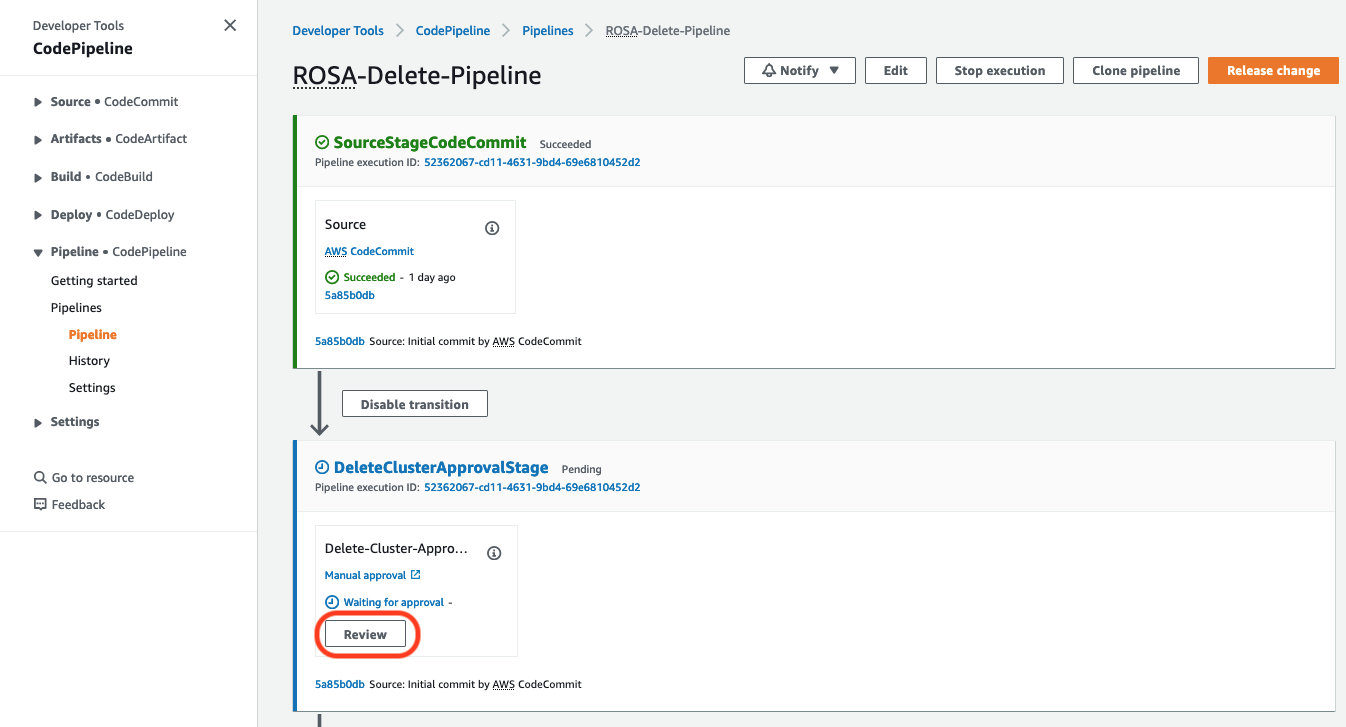 Developer Tools
CodePipeline
Source • CodeCommit
Artifacts • CodeArtifact
Build • CodeBuild
Deploy • CodeDeploy
Pipeline • CodePipeline
Getting started
Pipelines
Pipeline
History
Settings
Settings
Go to resource
Feedback
Developer Tools CodePipeline Pipelines ROSA-Delete-Pipeline
ROSA-Delete-Pipeline
Notify Edit Stop execution Clone pipeline Release change
SourceStageCodeCommit Succeeded
Pipeline execution ID: 52362067-cd11-4631-9bd4-69e6810452d2
Source
AWS CodeCommit
Succeeded - 1 day ago
5a85b0db
5a85b0db Source: Initial commit by AWS CodeCommit
Disable transition
DeleteClusterApprovalStage Pending
Pipeline execution ID: 52362067-cd11-4631-9bd4-69e6810452d2
Delete-Cluster-Appro...
Manual approval
Waiting for approval -
Review
5a85b0db Source: Initial commit by AWS CodeCommit